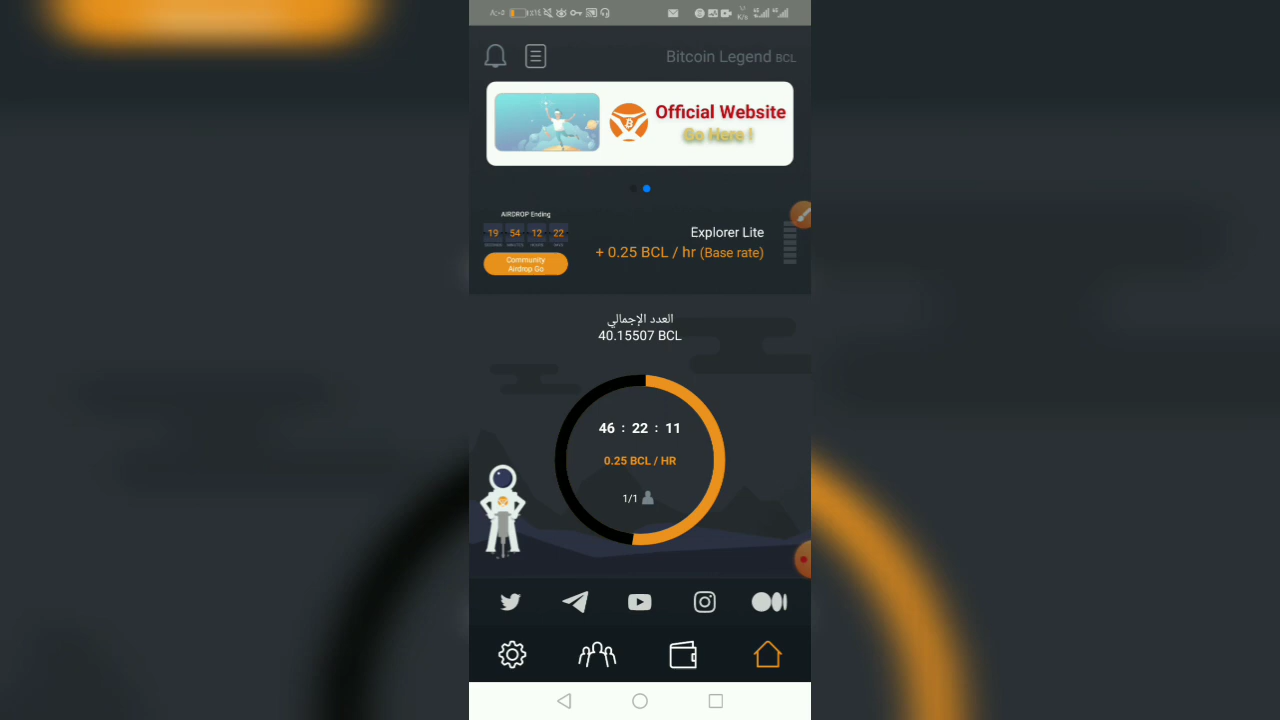 Bitcoin Legend BCL
Official Website
Go Here !
AIRDROP Ending
19 54 12 22
Community
Airdrop Go
Explorer Lite
+ 0.25 BCL / hr (Base rate)
العدد الإجمالي
40.15507 BCL
46 : 22 : 11
0.25 BCL / HR
1/1